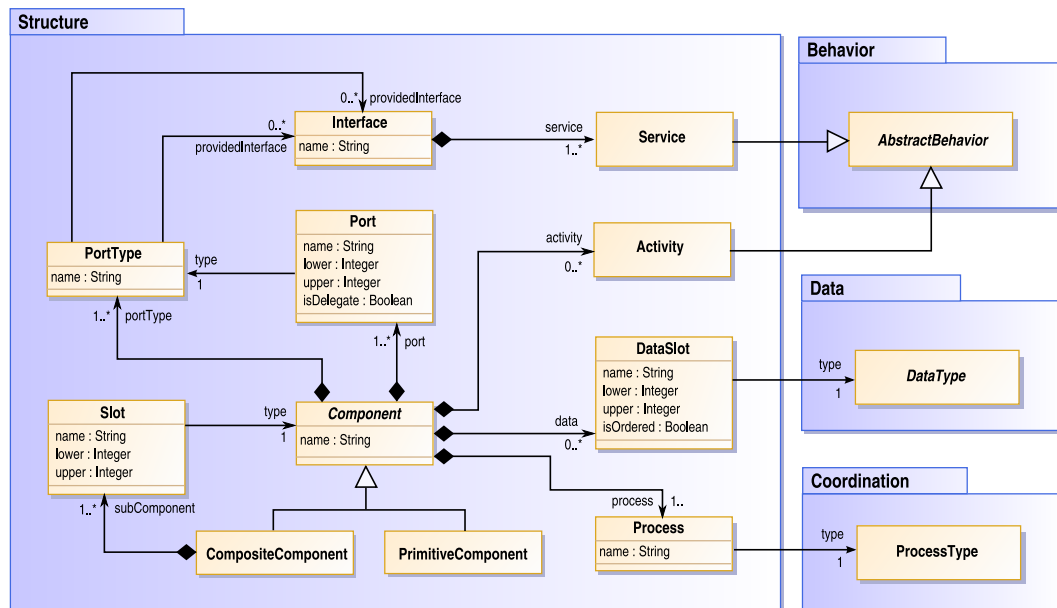 Structure
Behavior
0..* providedInterface
Interface
name : String
0..*
providedInterface
service
1..*
Service
AbstractBehavior
Port
name : String
lower : Integer
upper : Integer
isDelegate : Boolean
PortType
name : String
type
1
activity
0..*
Activity
Data
1..* portType
1..* port
DataSlot
name : String
lower : Integer
upper : Integer
isOrdered : Boolean
type
1
DataType
Slot
name : String
lower : Integer
upper : Integer
type
1
Component
name : String
data
0..*
Coordination
1..* subComponent
process 1..
CompositeComponent
PrimitiveComponent
Process
name : String
type
1
ProcessType